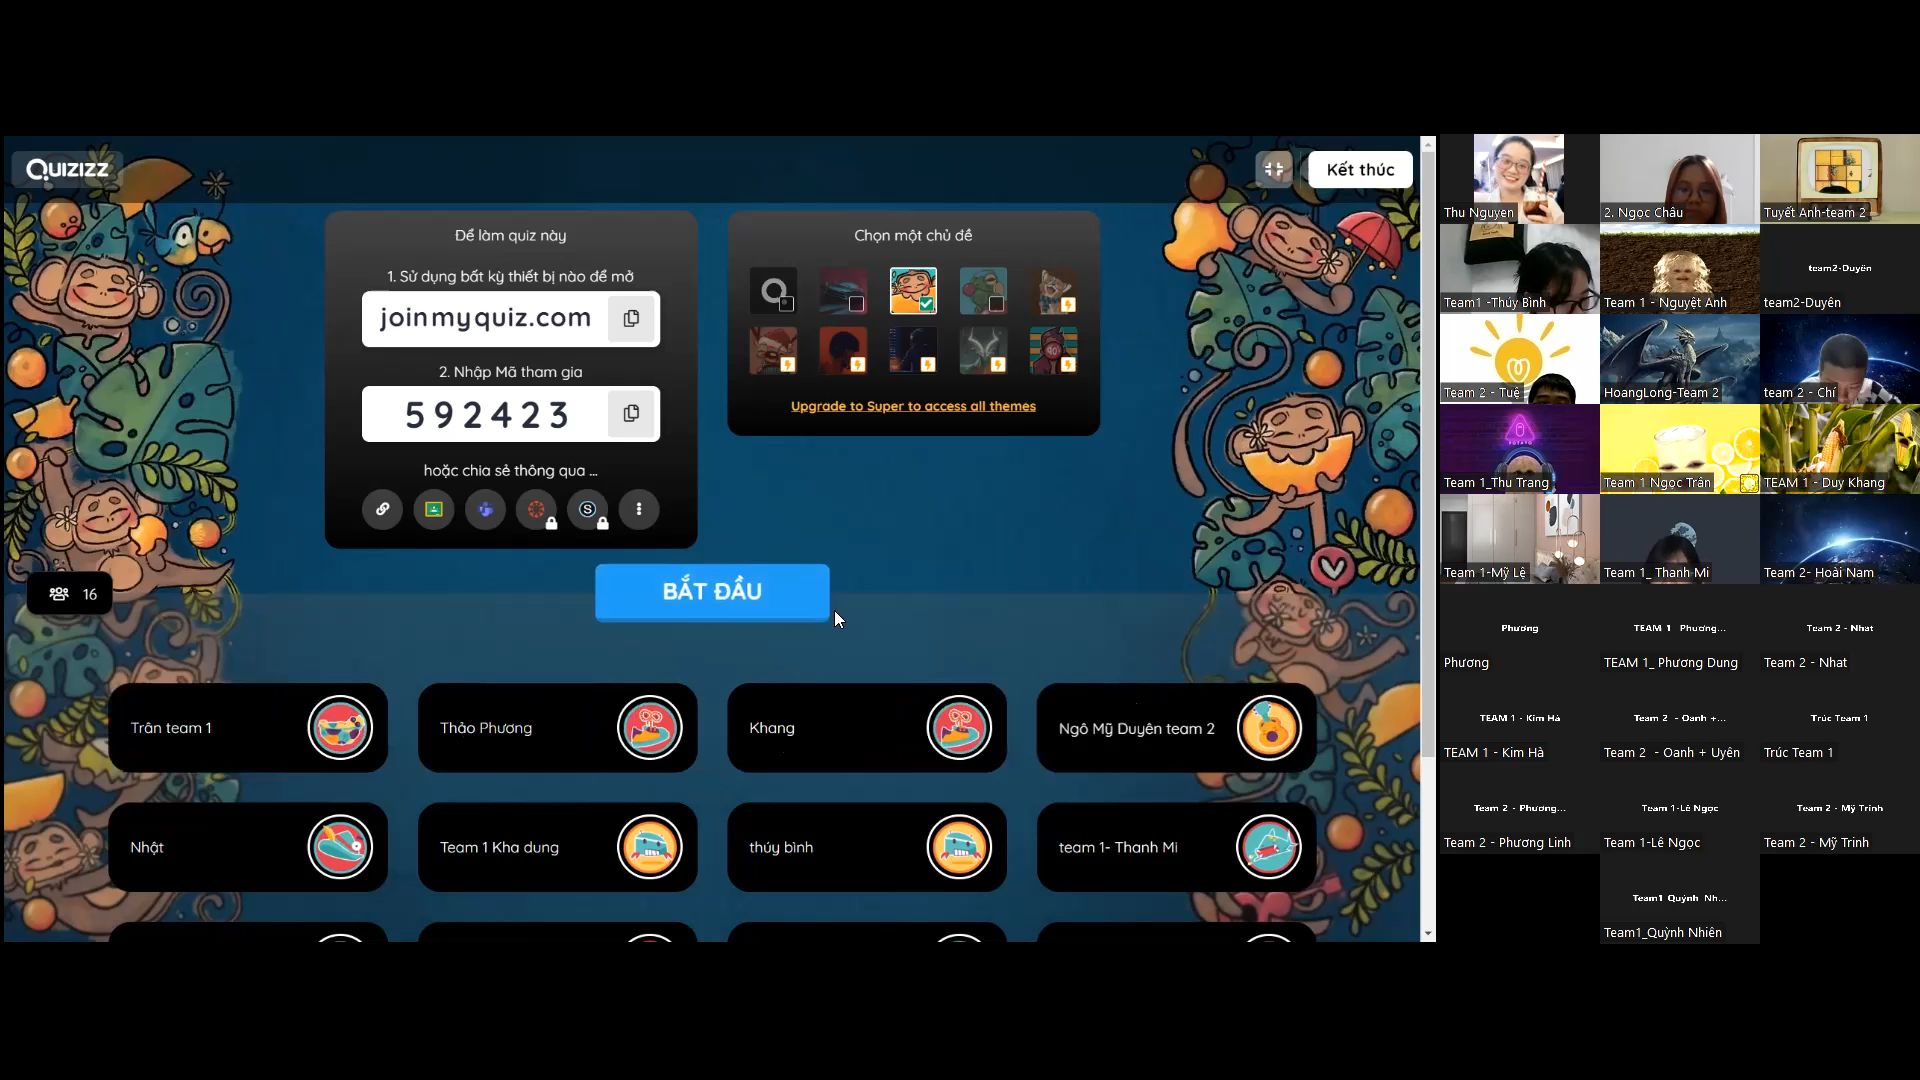 Quizizz
Kết thúc
Để làm quiz này
1. Sử dụng bất kỳ thiết bị nào để mở
joinmyquiz.com
2. Nhập Mã tham gia
592423
hoặc chia sẻ thông qua ...
Chọn một chủ đề
Upgrade to Super to access all themes
BẮT ĐẦU
16
Trân team 1
Thảo Phương
Khang
Ngô Mỹ Duyên team 2
Nhật
Team 1 Kha dung
thúy bình
team 1- Thanh Mi
Thu Nguyen
2. Ngọc Châu
Tuyết Anh-team 2
Team1 -Thúy Bình
Team 1 - Nguyệt Anh
team2-Duyên
team2-Duyên
Team 2 - Tuệ
HoangLong-Team 2
team 2 - Chí
POTATO
Team 1_Thu Trang
Team 1 Ngọc Trân
TEAM 1 - Duy Khang
Team 1-Mỹ Lệ
Team 1_ Thanh Mi
Team 2- Hoài Nam
Phương
TEAM 1_ Phương...
Team 2 - Nhat
Phương
TEAM 1_ Phương Dung
Team 2 - Nhat
TEAM 1 - Kim Hà
Team 2 - Oanh +...
Trúc Team 1
TEAM 1 - Kim Hà
Team 2 - Oanh + Uyên
Trúc Team 1
Team 2 - Phương...
Team 1-Lê Ngọc
Team 2 - Mỹ Trinh
Team 2 - Phương Linh
Team 1-Lê Ngọc
Team 2 - Mỹ Trinh
Team1_Quỳnh Nh...
Team1_Quỳnh Nhiên